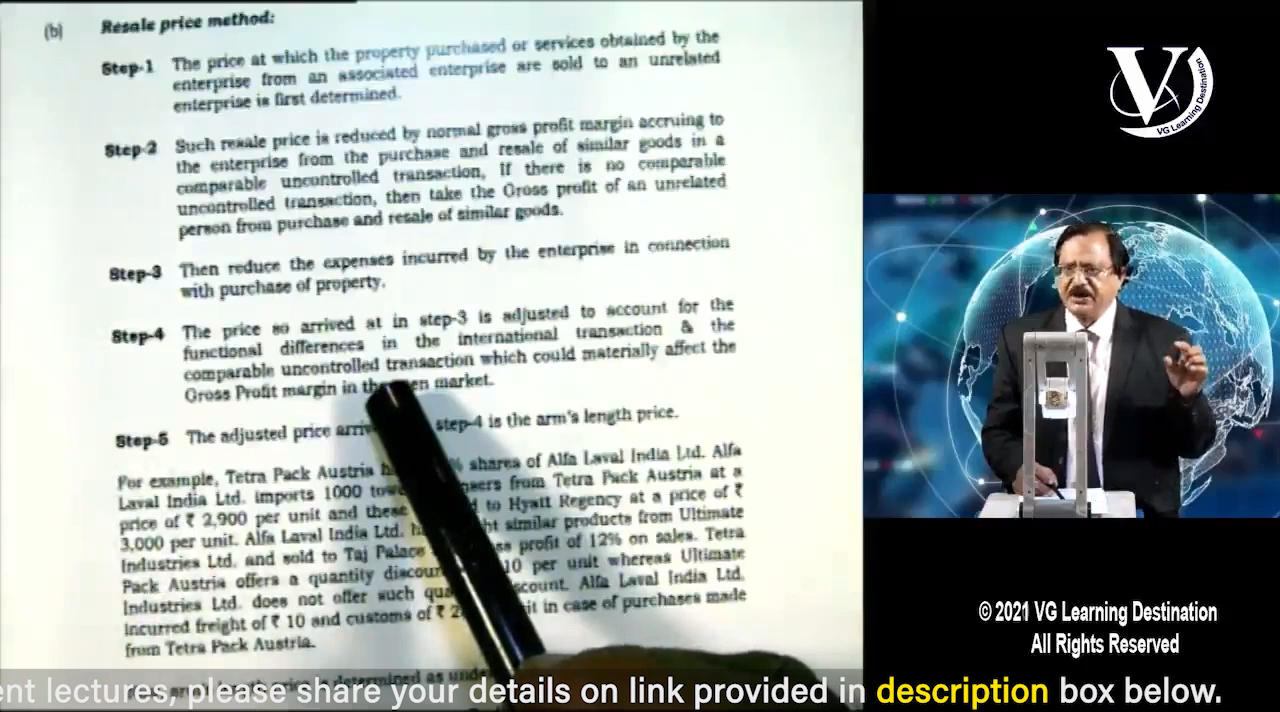 (b) Resale price method:
Step-1 The price at which the property purchased or services obtained by the
enterprise from an associated enterprise are sold to an unrelated
enterprise is first determined.
Step-2 Such resale price is reduced by normal gross profit margin accruing to
the enterprise from the purchase and resale of similar goods in a
comparable uncontrolled transaction, If there is no comparable
uncontrolled transaction, then take the Gross profit of an unrelated
person from purchase and resale of similar goods.
Step-3 Then reduce the expenses incurred by the enterprise in connection
with purchase of property.
Step-4 The price so arrived at in step-3 is adjusted to account for the
functional differences in the international transaction & the
comparable uncontrolled transaction which could materially affect the
Gross Profit margin in the market.
Step-5 The adjusted price step-4 is the arm's length price.
For example, Tetra Pack Austria shares of Alfa Laval India Ltd. Alfa
Laval India Ltd. imports 1000 from Tetra Pack Austria at a
price of ₹ 2,900 per unit and these to Hyatt Regency at a price of ₹
3,000 per unit. Alfa Laval India Ltd. similar products from Ultimate
Industries Ltd. and sold to Taj Palace profit of 12% on sales. Tetra
Pack Austria offers a quantity 10 per unit whereas Ultimate
Industries Ltd. does not offer such Alfa Laval India Ltd.
incurred freight of ₹ 10 and customs of ₹ in case of purchases made
from Tetra Pack Austria.
determined as
V
VG Learning Destination
© 2021 VG Learning Destination
All Rights Reserved
lectures, please share your details on link provided in description box below.